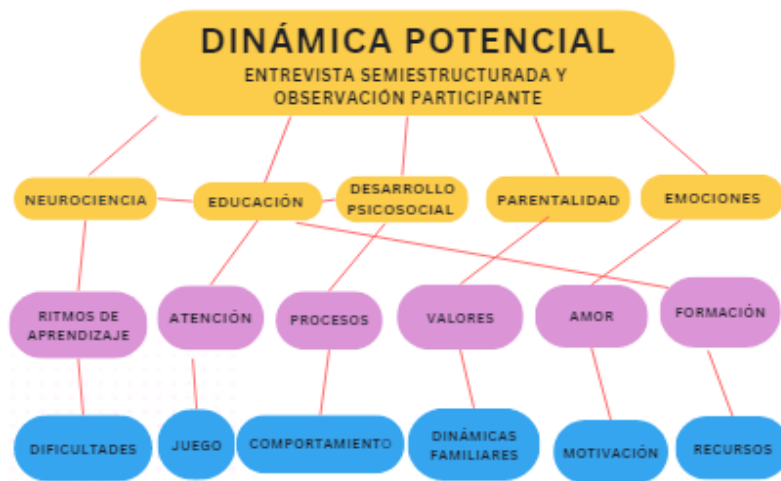 DINÁMICA POTENCIAL
ENTREVISTA SEMIESTRUCTURADA Y
OBSERVACIÓN PARTICIPANTE
NEUROCIENCIA
EDUCACIÓN
DESARROLLO
PSICOSOCIAL
PARENTALIDAD
EMOCIONES
RITMOS DE
APRENDIZAJE
ATENCIÓN
PROCESOS
VALORES
AMOR
FORMACIÓN
DIFICULTADES
JUEGO
COMPORTAMIENTO
DINÁMICAS
FAMILIARES
MOTIVACIÓN
RECURSOS